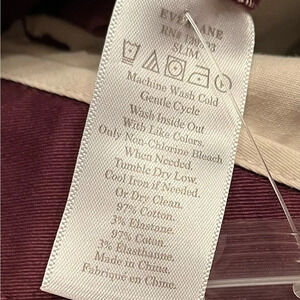 EVERLANE
SLIM
Machine Wash Cold
Gentle Cycle
Wash Inside Out
With Like Colors.
Only Non-Chlorine Bleach
When Needed.
Tumble Dry Low.
Cool Iron if Needed.
Or Dry Clean.
97% Cotton.
3% Elastane.
97% Coton.
3% Élasthanne.
Made in China.
Fabriqué en Chine.